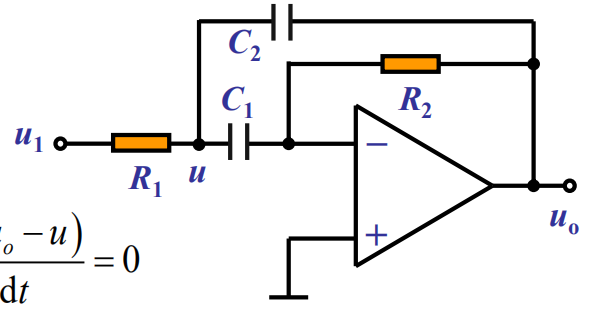 C₂
C₁
R₂
u₁
R₁ u
−
+
uₒ
ₒ − u)
dt = 0